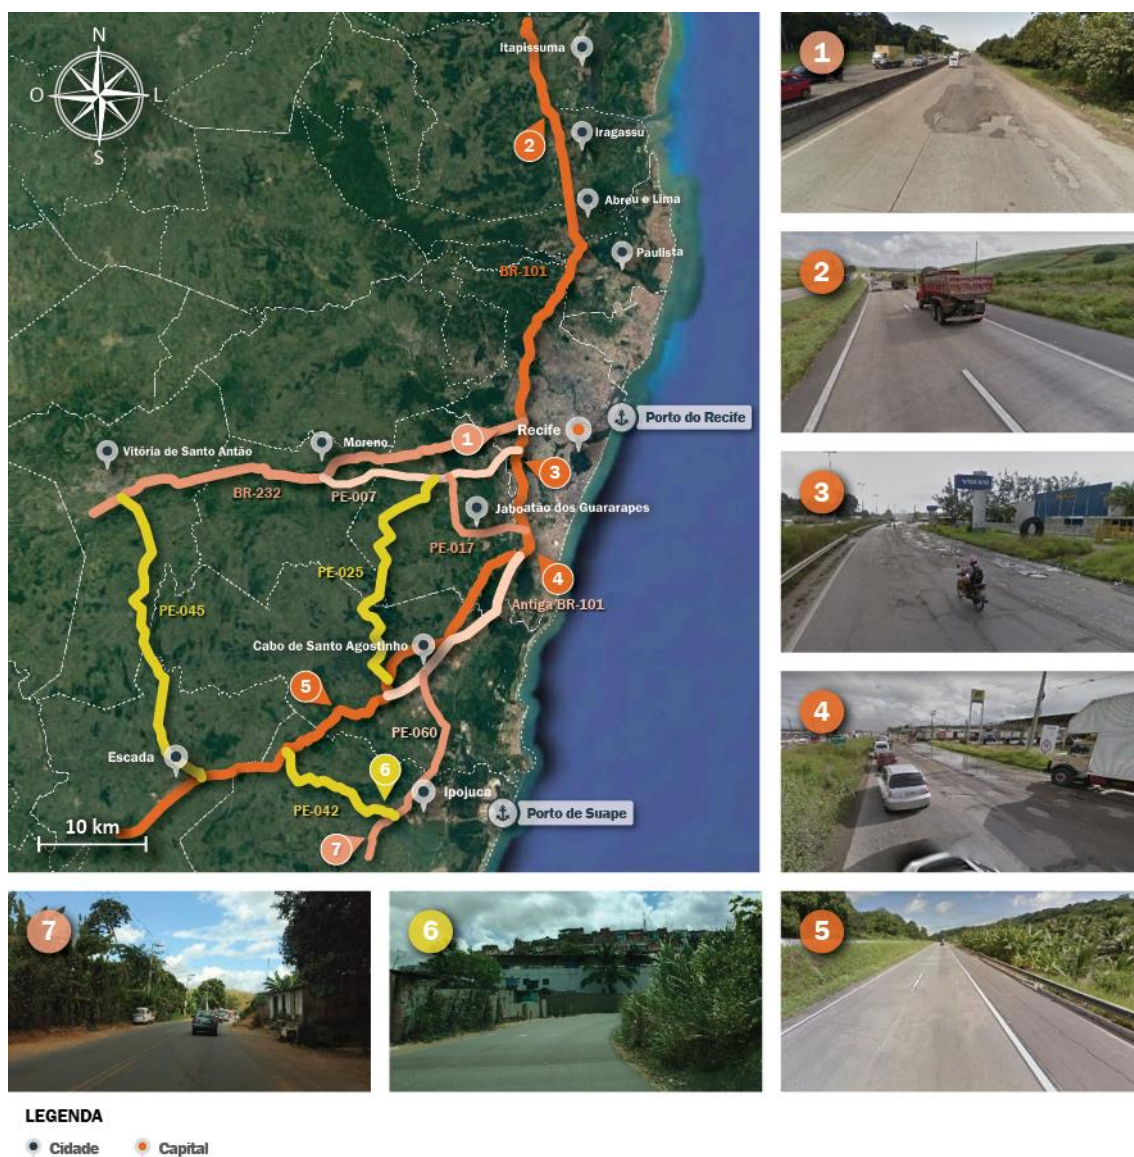 N
O
L
S
Itapissuma
2
Iragassu
Abreu e Lima
Paulista
BR-101
Porto do Recife
Recife
1
Moreno
Vitória de Santo Antão
3
BR-232
PE-007
Jaboatão dos Guararapes
PE-017
PE-025
4
Antiga BR-101
PE-045
Cabo de Santo Agostinho
5
PE-060
Escada
6
Ipojuca
PE-042
Porto de Suape
10 km
7
1
2
3
VOLVO
4
7
6
5
LEGENDA
Cidade
Capital